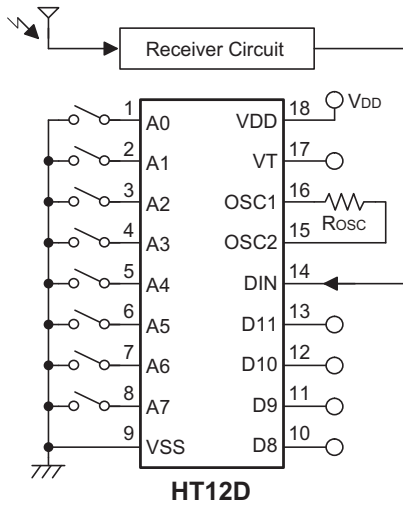 Receiver Circuit
1 A0
2 A1
3 A2
4 A3
5 A4
6 A5
7 A6
8 A7
9 VSS
VDD 18 VDD
VT 17
OSC1 16
ROSC
OSC2 15
DIN 14
D11 13
D10 12
D9 11
D8 10
HT12D